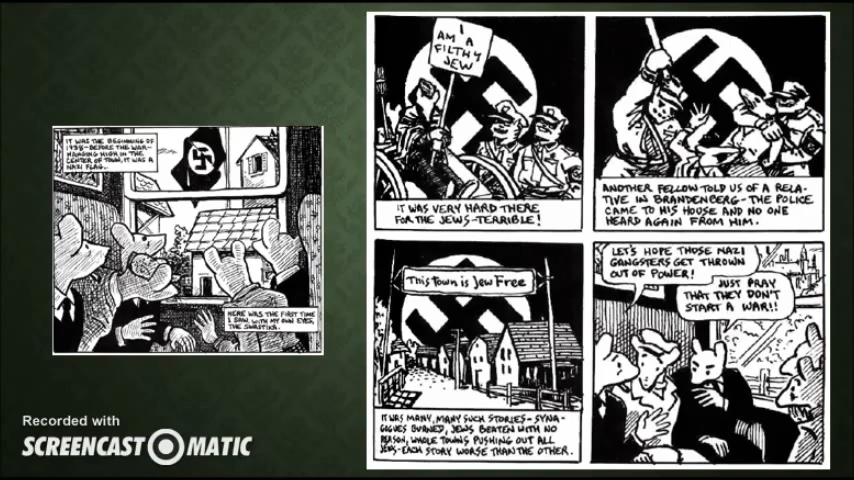 IT WAS THE BEGINNING OF
1938-BEFORE THE WAR-
HANGING HIGH IN THE
CENTER OF TOWN, IT WAS A
NAZI FLAG.
HERE WAS THE FIRST TIME
I SAW, WITH MY OWN EYES,
THE SWASTIKA.
I
AM A
FILTHY
JEW
IT WAS VERY HARD THERE
FOR THE JEWS-TERRIBLE!
ANOTHER FELLOW TOLD US OF A RELA-
TIVE IN BRANDENBERG-THE POLICE
CAME TO HIS HOUSE AND NO ONE
HEARD AGAIN FROM HIM.
This town is Jew Free
IT WAS MANY, MANY SUCH STORIES-SYNA-
GOGUES BURNED, JEWS BEATEN WITH NO
REASON, WHOLE TOWNS PUSHING OUT ALL
JEWS-EACH STORY WORSE THAN THE OTHER.
LET'S HOPE THOSE NAZI
GANGSTERS GET THROWN
OUT OF POWER!
JUST PRAY
THAT THEY DON'T
START A WAR!!
Recorded with
SCREENCAST MATIC